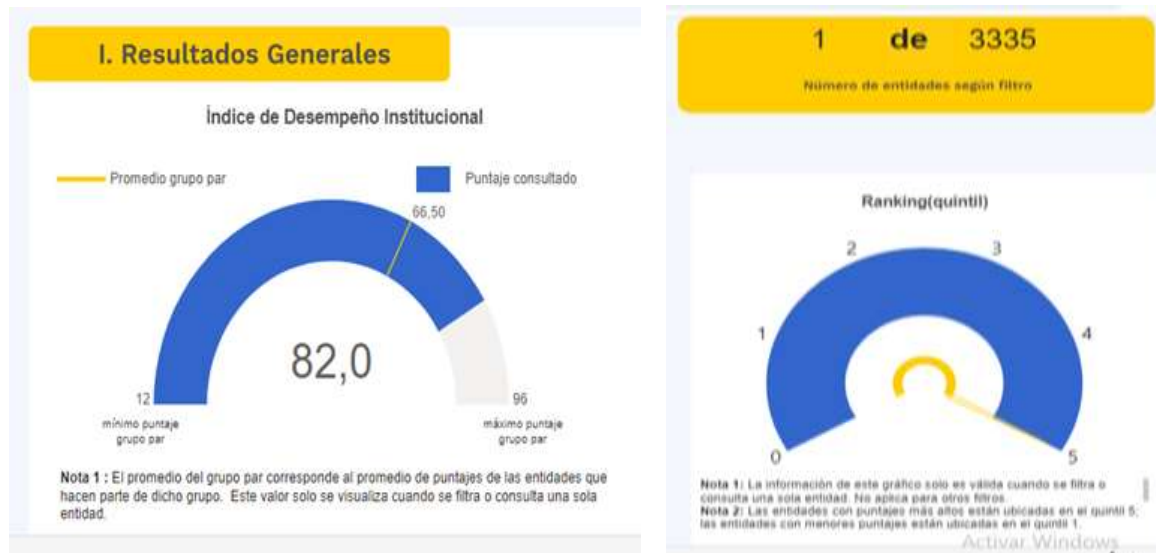 I. Resultados Generales
Índice de Desempeño Institucional
Promedio grupo par
Puntaje consultado
66,50
82,0
12
mínimo puntaje
grupo par
96
máximo puntaje
grupo par
Nota 1 : El promedio del grupo par corresponde al promedio de puntajes de las entidades que
hacen parte de dicho grupo. Este valor solo se visualiza cuando se filtra o consulta una sola
entidad.
1 de 3335
Número de entidades según filtro
Ranking(quintil)
2
3
1
4
0
5
Nota 1: La información de este gráfico solo es válida cuando se filtra o
consulta una sola entidad. No aplica para otros filtros.
Nota 2: Las entidades con puntajes más altos están ubicadas en el quintil 5;
las entidades con menores puntajes están ubicadas en el quintil 1.
Activar Windows